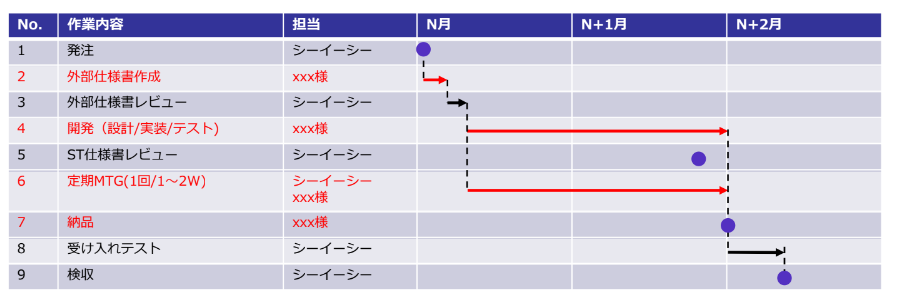 No. 作業内容 担当 N月 N+1月 N+2月
1 発注 シーイーシー
2 外部仕様書作成 xxx様
3 外部仕様書レビュー シーイーシー
4 開発（設計/実装/テスト) xxx様
5 ST仕様書レビュー シーイーシー
6 定期MTG(1回/1～2W) シーイーシー
xxx様
7 納品 xxx様
8 受け入れテスト シーイーシー
9 検収 シーイーシー